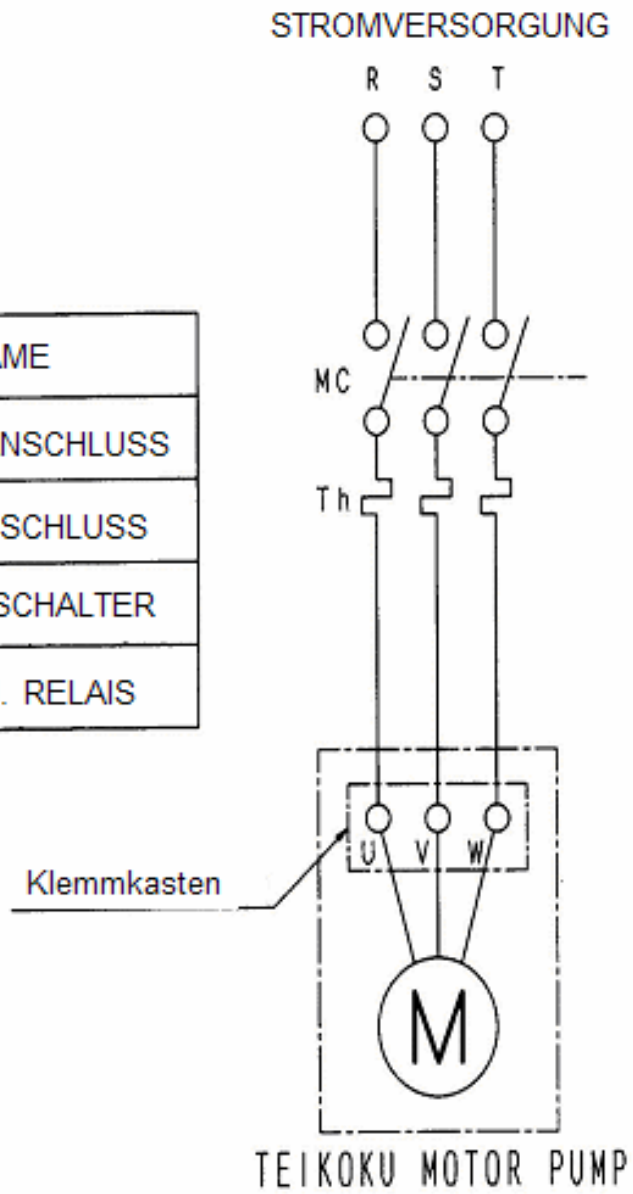 STROMVERSORGUNG
R S T
AME
MC
NSCHLUSS
Th
SCHLUSS
SCHALTER
. RELAIS
U V W
Klemmkasten
M
TEIKOKU MOTOR PUMP